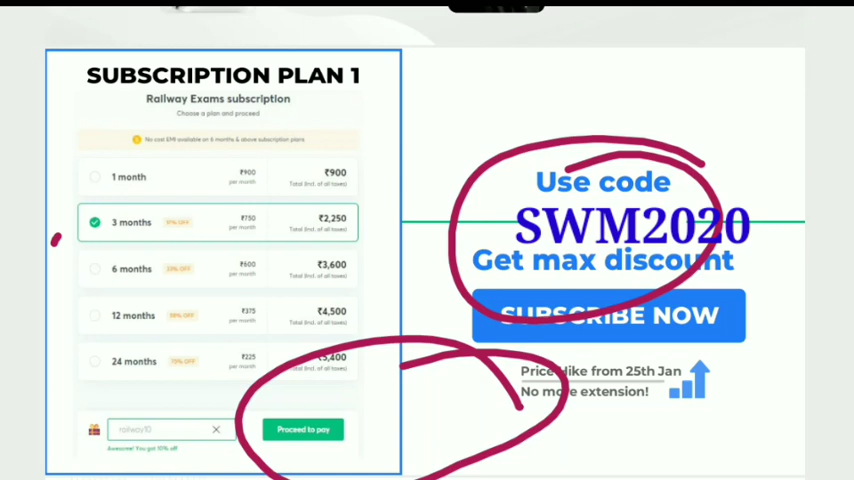 SUBSCRIPTION PLAN 1
Railway Exams subscription
Choose a plan and proceed
No cost EMI available on 6 months & above subscription plans
1 month ₹900 ₹900
per month Total (Incl. of all taxes)
3 months ₹750 ₹2,250
per month Total (Incl. of all taxes)
6 months 33% OFF ₹600 ₹3,600
per month Total (Incl. of all taxes)
12 months 58% OFF ₹375 ₹4,500
per month Total (Incl. of all taxes)
24 months 75% OFF ₹225 ₹5,400
per month Total (Incl. of all taxes)
railway10 Proceed to pay
Awesome! You got 10% off
Use code
SWM2020
Get max discount
SUBSCRIBE NOW
Price Hike from 25th Jan
No more extension!